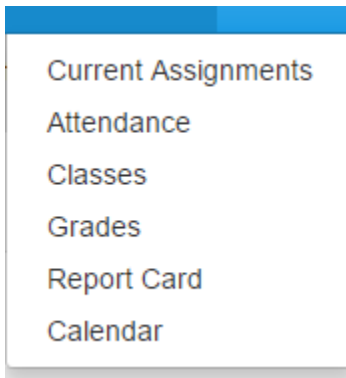 Current Assignments
Attendance
Classes
Grades
Report Card
Calendar